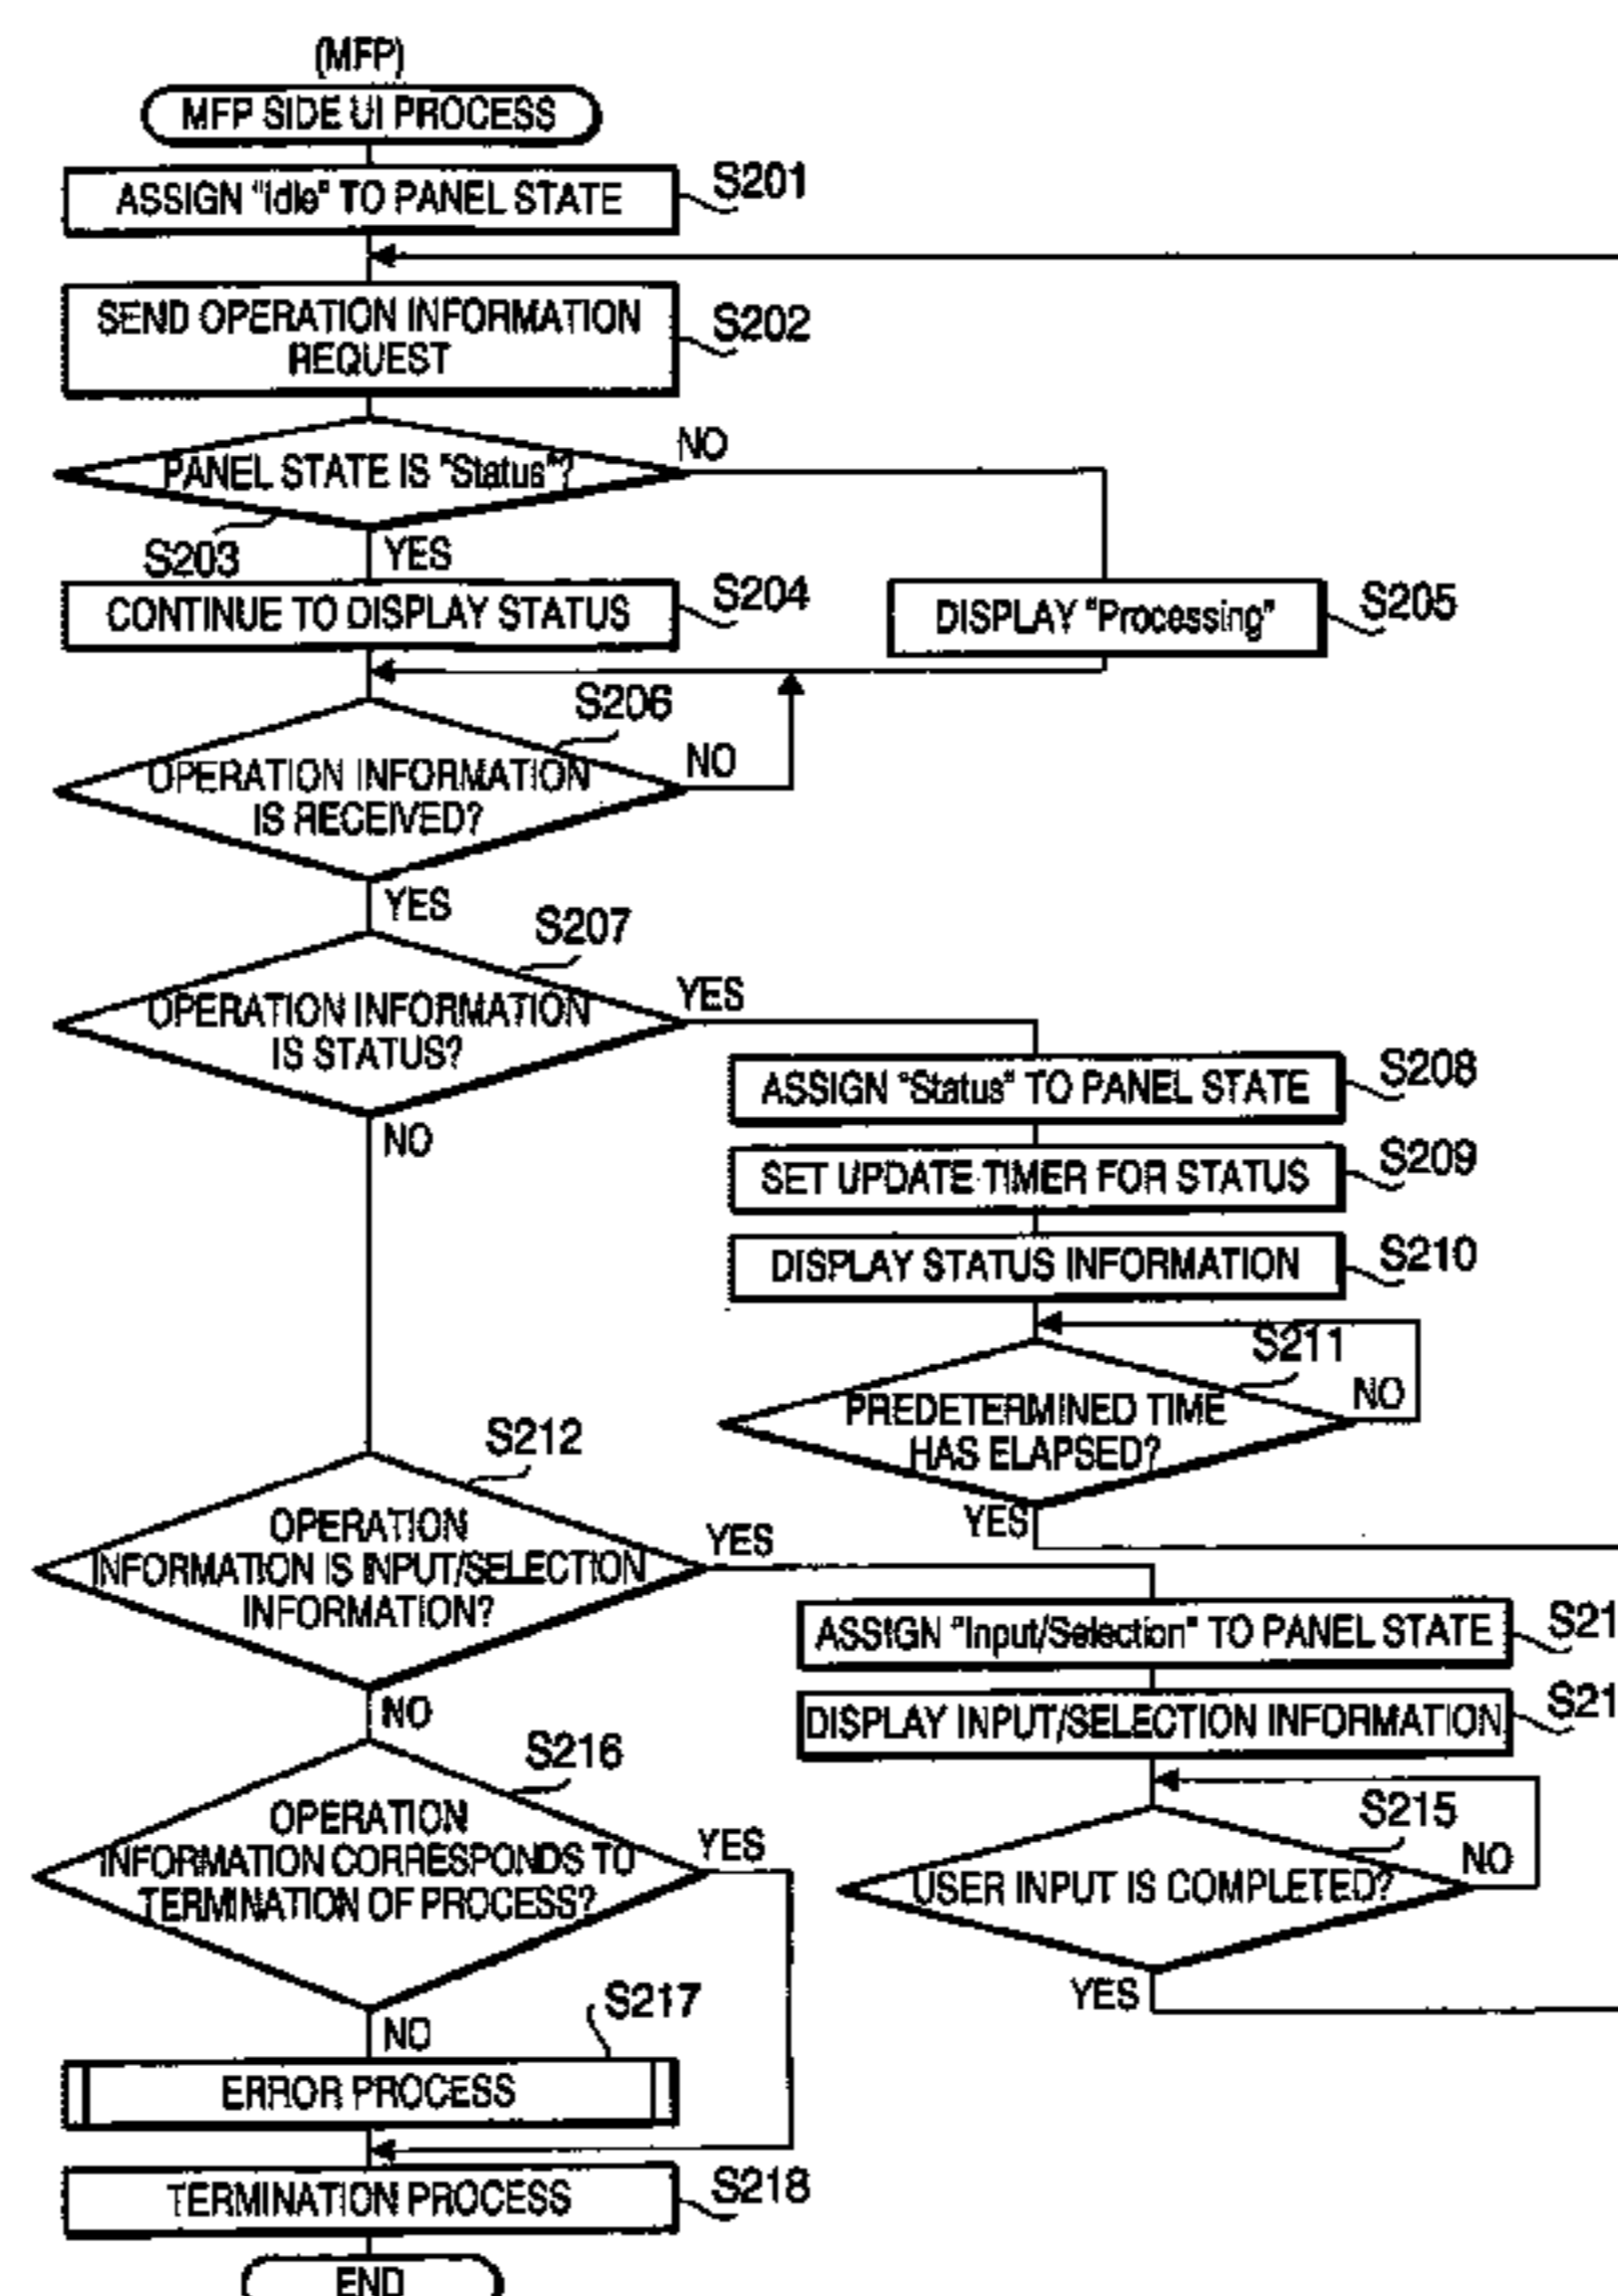 (MFP)
MFP SIDE UI PROCESS
ASSIGN "Idle" TO PANEL STATE
S201
SEND OPERATION INFORMATION
REQUEST
S202
PANEL STATE IS "Status"?
NO
S203
YES
CONTINUE TO DISPLAY STATUS
S204
DISPLAY "Processing"
S205
S206
OPERATION INFORMATION
IS RECEIVED?
NO
YES
S207
OPERATION INFORMATION
IS STATUS?
YES
NO
ASSIGN "Status" TO PANEL STATE
S208
SET UPDATE TIMER FOR STATUS
S209
DISPLAY STATUS INFORMATION
S210
S211
PREDETERMINED TIME
HAS ELAPSED?
NO
YES
S212
OPERATION
INFORMATION IS INPUT/SELECTION
INFORMATION?
YES
NO
ASSIGN "Input/Selection" TO PANEL STATE
S21
DISPLAY INPUT/SELECTION INFORMATION
S21
S215
USER INPUT IS COMPLETED?
NO
YES
S216
OPERATION
INFORMATION CORRESPONDS TO
TERMINATION OF PROCESS?
YES
NO
S217
ERROR PROCESS
TERMINATION PROCESS
S218
END